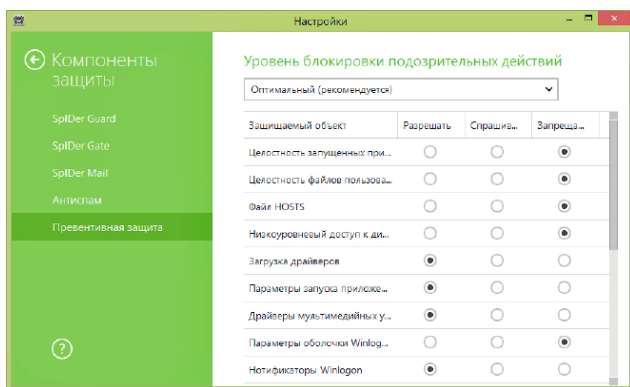 Настройки
Компоненты
защиты
SpIDer Guard
SpIDer Gate
SpIDer Mail
Антиспам
Превентивная защита
?
Уровень блокировки подозрительных действий
Оптимальный (рекомендуется)
Защищаемый объект Разрешать Спрашив... Запреща...
Целостность запущенных при...
Целостность файлов пользова...
Файл HOSTS
Низкоуровневый доступ к ди...
Загрузка драйверов
Параметры запуска приложе...
Драйверы мультимедийных у...
Параметры оболочки Winlog...
Нотификаторы Winlogon